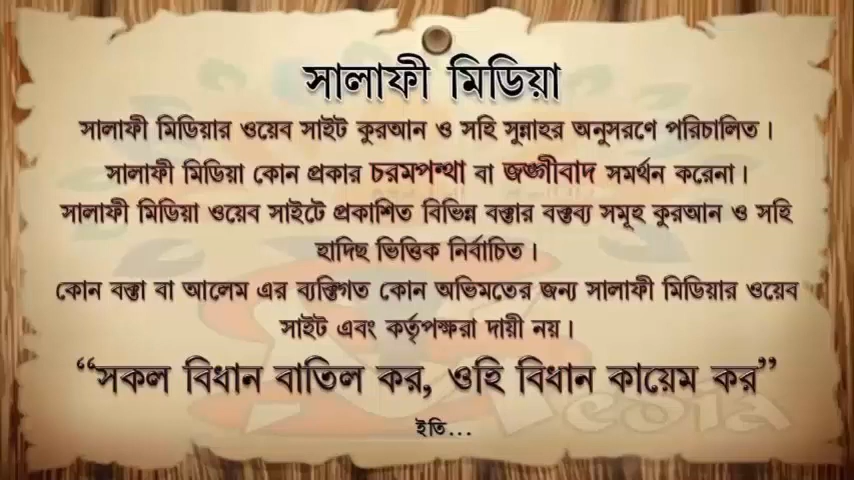 সালাফী মিডিয়া
সালাফী মিডিয়ার ওয়েব সাইট কুরআন ও সহি সুন্নাহর অনুসরণে পরিচালিত।
সালাফী মিডিয়া কোন প্রকার চরমপন্থা বা জঙ্গীবাদ সমর্থন করেনা।
সালাফী মিডিয়া ওয়েব সাইটে প্রকাশিত বিভিন্ন বক্তার বক্তব্য সমূহ কুরআন ও সহি
হাদিছ ভিত্তিক নির্বাচিত।
কোন বক্তা বা আলেম এর ব্যক্তিগত কোন অভিমতের জন্য সালাফী মিডিয়ার ওয়েব
সাইট এবং কর্তৃপক্ষরা দায়ী নয়।
“সকল বিধান বাতিল কর, ওহি বিধান কায়েম কর”
ইতি...